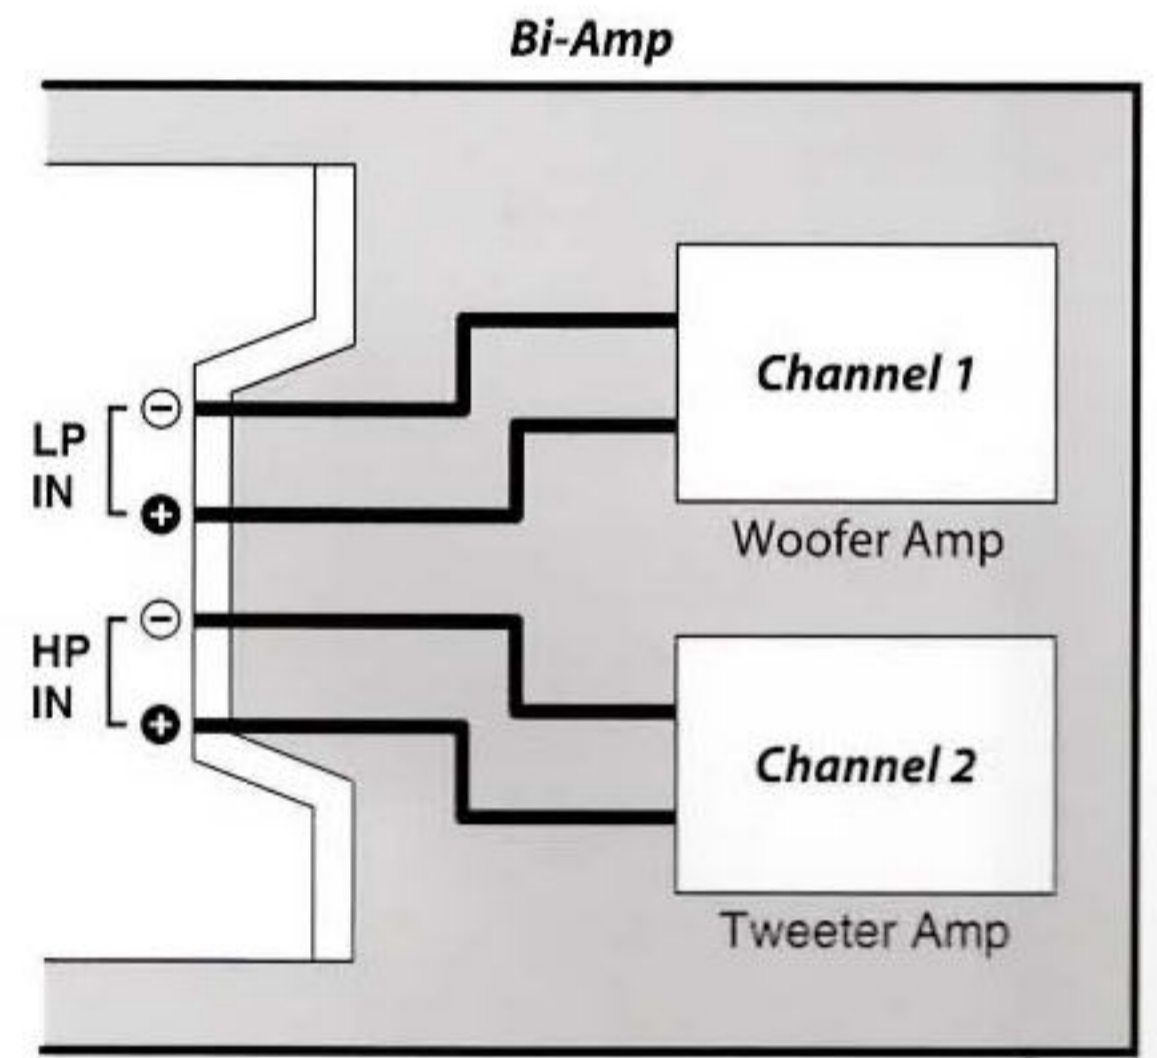 Bi-Amp
Channel 1
Woofer Amp
LP
IN
−
+
HP
IN
−
+
Channel 2
Tweeter Amp